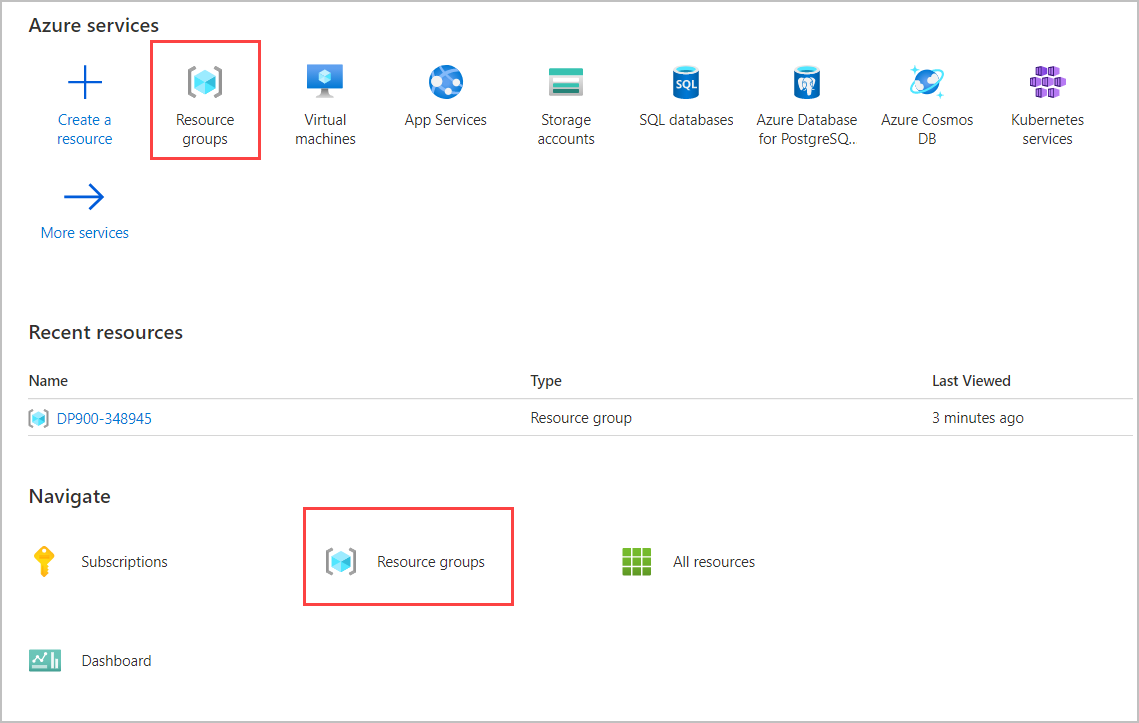 Azure services
Create a
resource
Resource
groups
Virtual
machines
App Services
Storage
accounts
SQL
SQL databases
Azure Database
for PostgreSQ..
Azure Cosmos
DB
Kubernetes
services
More services
Recent resources
Name Type Last Viewed
DP900-348945 Resource group 3 minutes ago
Navigate
Subscriptions Resource groups All resources
Dashboard